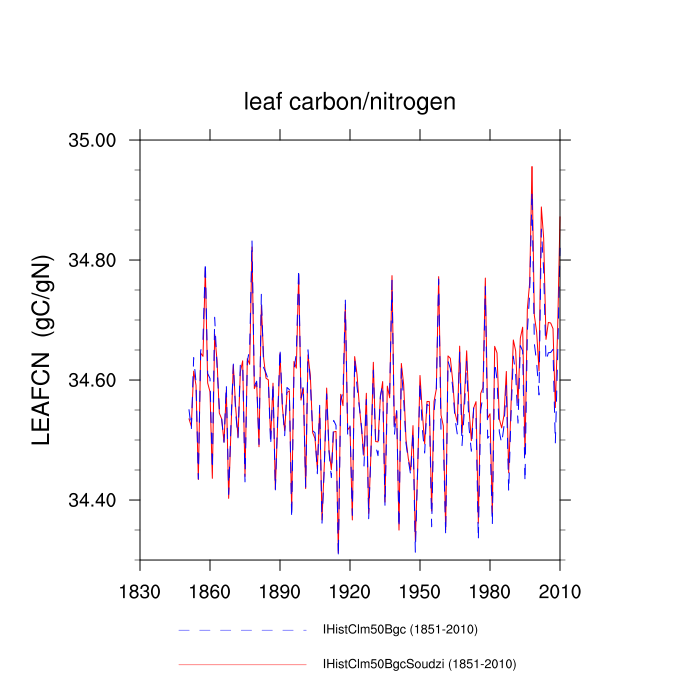 leaf carbon/nitrogen
35.00
34.80
34.60
34.40
LEAFCN (gC/gN)
1830 1860 1890 1920 1950 1980 2010
IHistClm50Bgc (1851-2010)
IHistClm50BgcSoudzi (1851-2010)